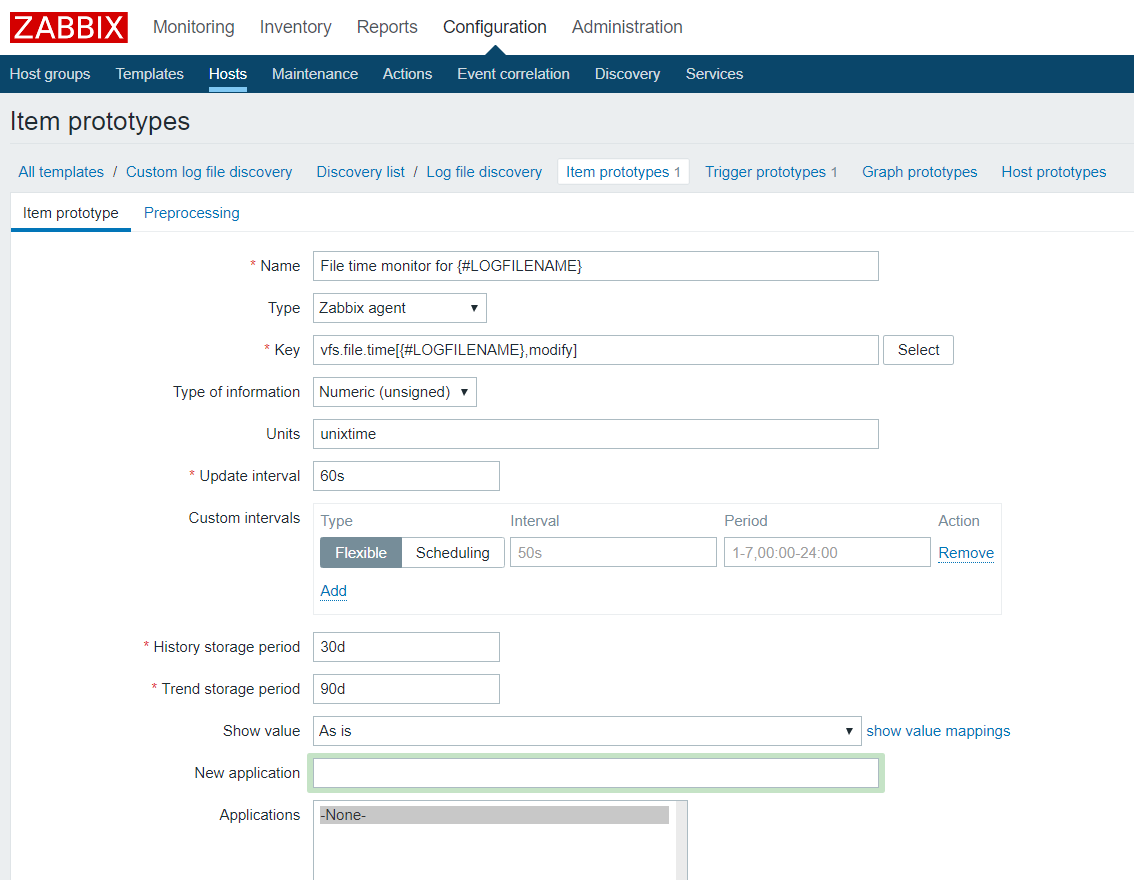 ZABBIX Monitoring Inventory Reports Configuration Administration
Host groups Templates Hosts Maintenance Actions Event correlation Discovery Services
Item prototypes
All templates / Custom log file discovery Discovery list / Log file discovery Item prototypes 1 Trigger prototypes 1 Graph prototypes Host prototypes
Item prototype Preprocessing
* Name File time monitor for {#LOGFILENAME}
Type Zabbix agent ▼
* Key vfs.file.time[{#LOGFILENAME},modify] Select
Type of information Numeric (unsigned) ▼
Units unixtime
* Update interval 60s
Custom intervals Type Interval Period Action
Flexible Scheduling 50s 1-7,00:00-24:00 Remove
Add
* History storage period 30d
* Trend storage period 90d
Show value As is ▼ show value mappings
New application
Applications -None-